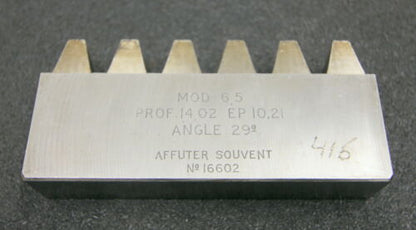 MOD 6,5
PROF.14,02 EP 10,21
ANGLE 29º
416
AFFUTER SOUVENT
Nº 16602